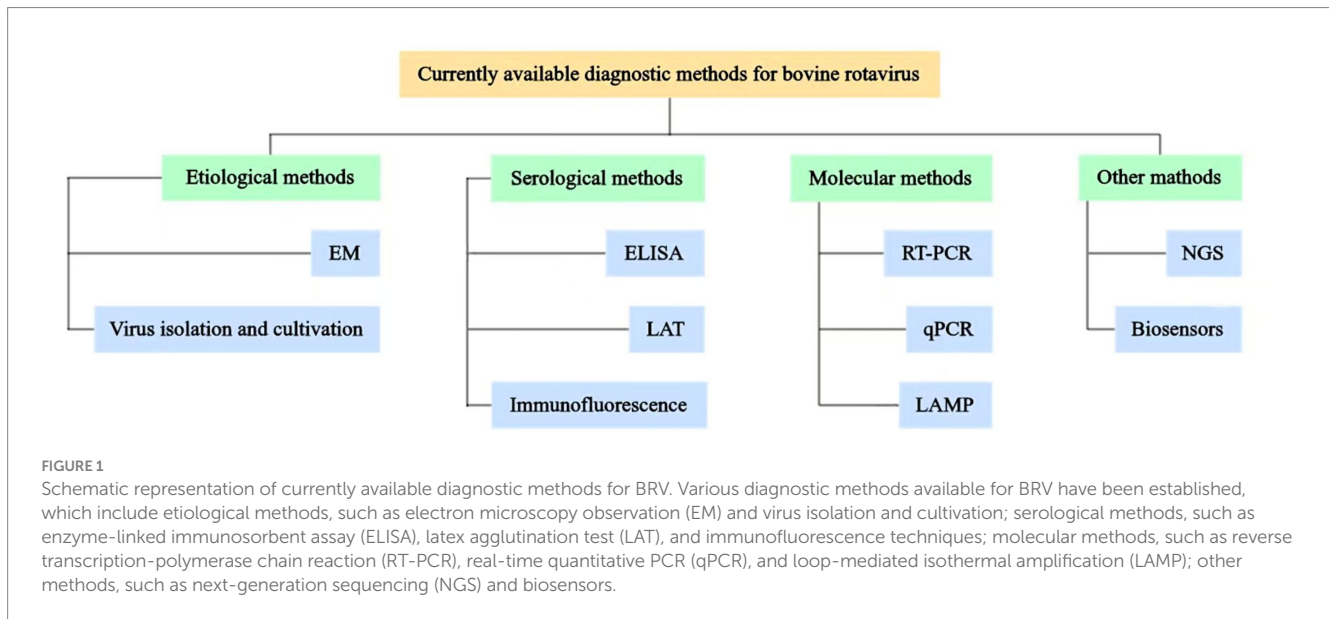 Currently available diagnostic methods for bovine rotavirus
Etiological methods
Serological methods
Molecular methods
Other mathods
EM
ELISA
RT-PCR
NGS
Virus isolation and cultivation
LAT
qPCR
Biosensors
Immunofluorescence
LAMP
FIGURE 1
Schematic representation of currently available diagnostic methods for BRV. Various diagnostic methods available for BRV have been established,
which include etiological methods, such as electron microscopy observation (EM) and virus isolation and cultivation; serological methods, such as
enzyme-linked immunosorbent assay (ELISA), latex agglutination test (LAT), and immunofluorescence techniques; molecular methods, such as reverse
transcription-polymerase chain reaction (RT-PCR), real-time quantitative PCR (qPCR), and loop-mediated isothermal amplification (LAMP); other
methods, such as next-generation sequencing (NGS) and biosensors.